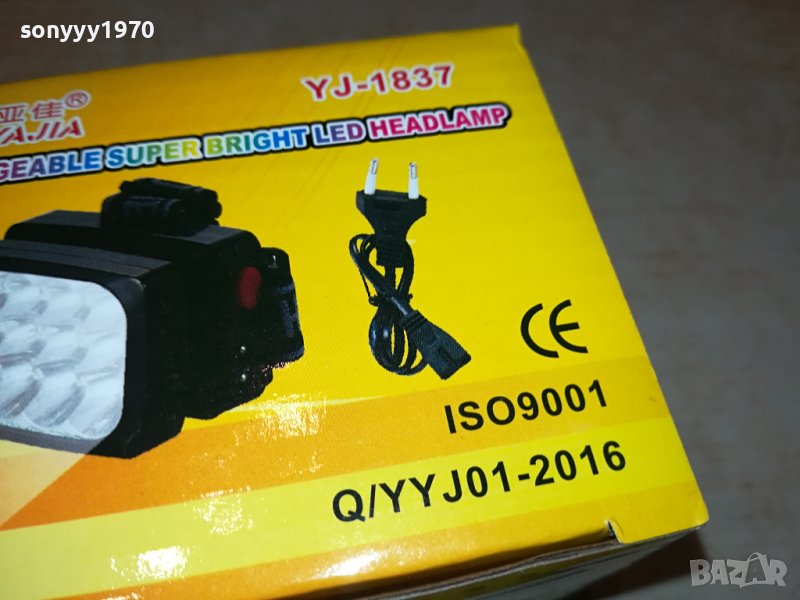 sonyyy1970
YJ-1837
亚佳®
YAJIA
GEABLE SUPER BRIGHT LED HEADLAMP
CE
ISO9001
Q/YYJ01-2016
BAZAR